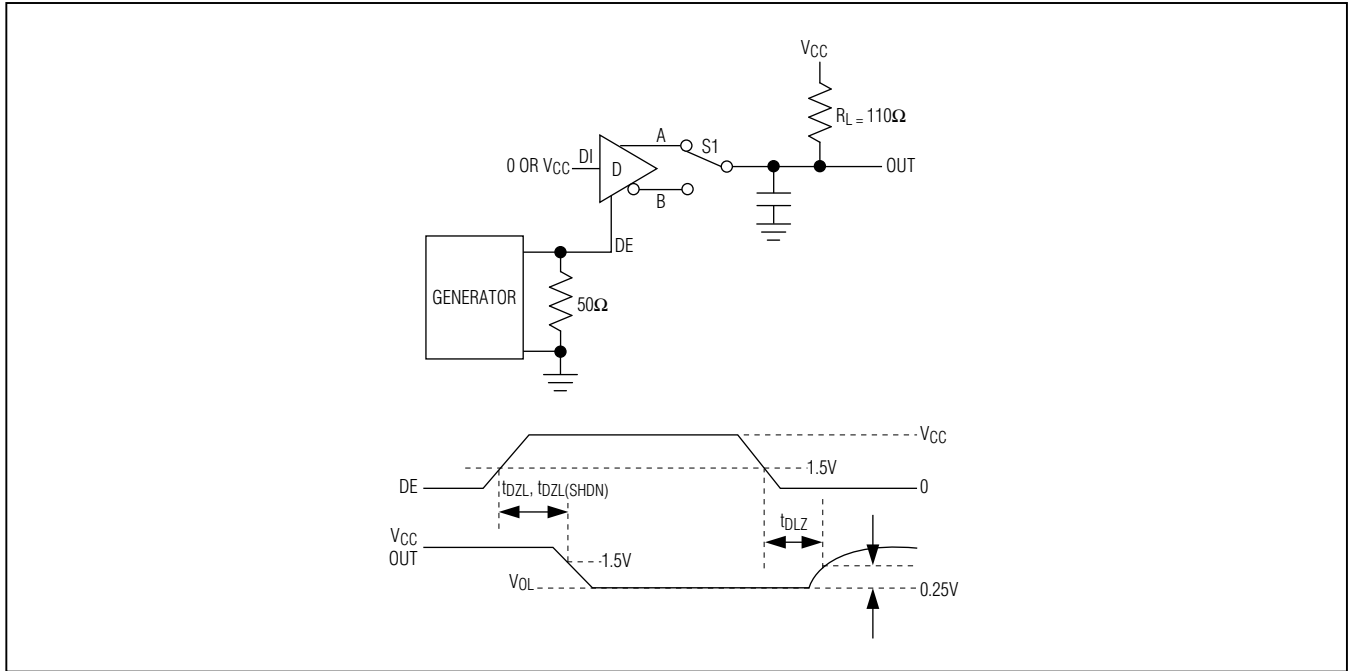 VCC
RL = 110Ω
A
S1
DI
0 OR VCC
D
OUT
B
DE
GENERATOR
50Ω
VCC
1.5V
DE
0
tDZL, tDZL(SHDN)
tDLZ
VCC
OUT
1.5V
VOL
0.25V